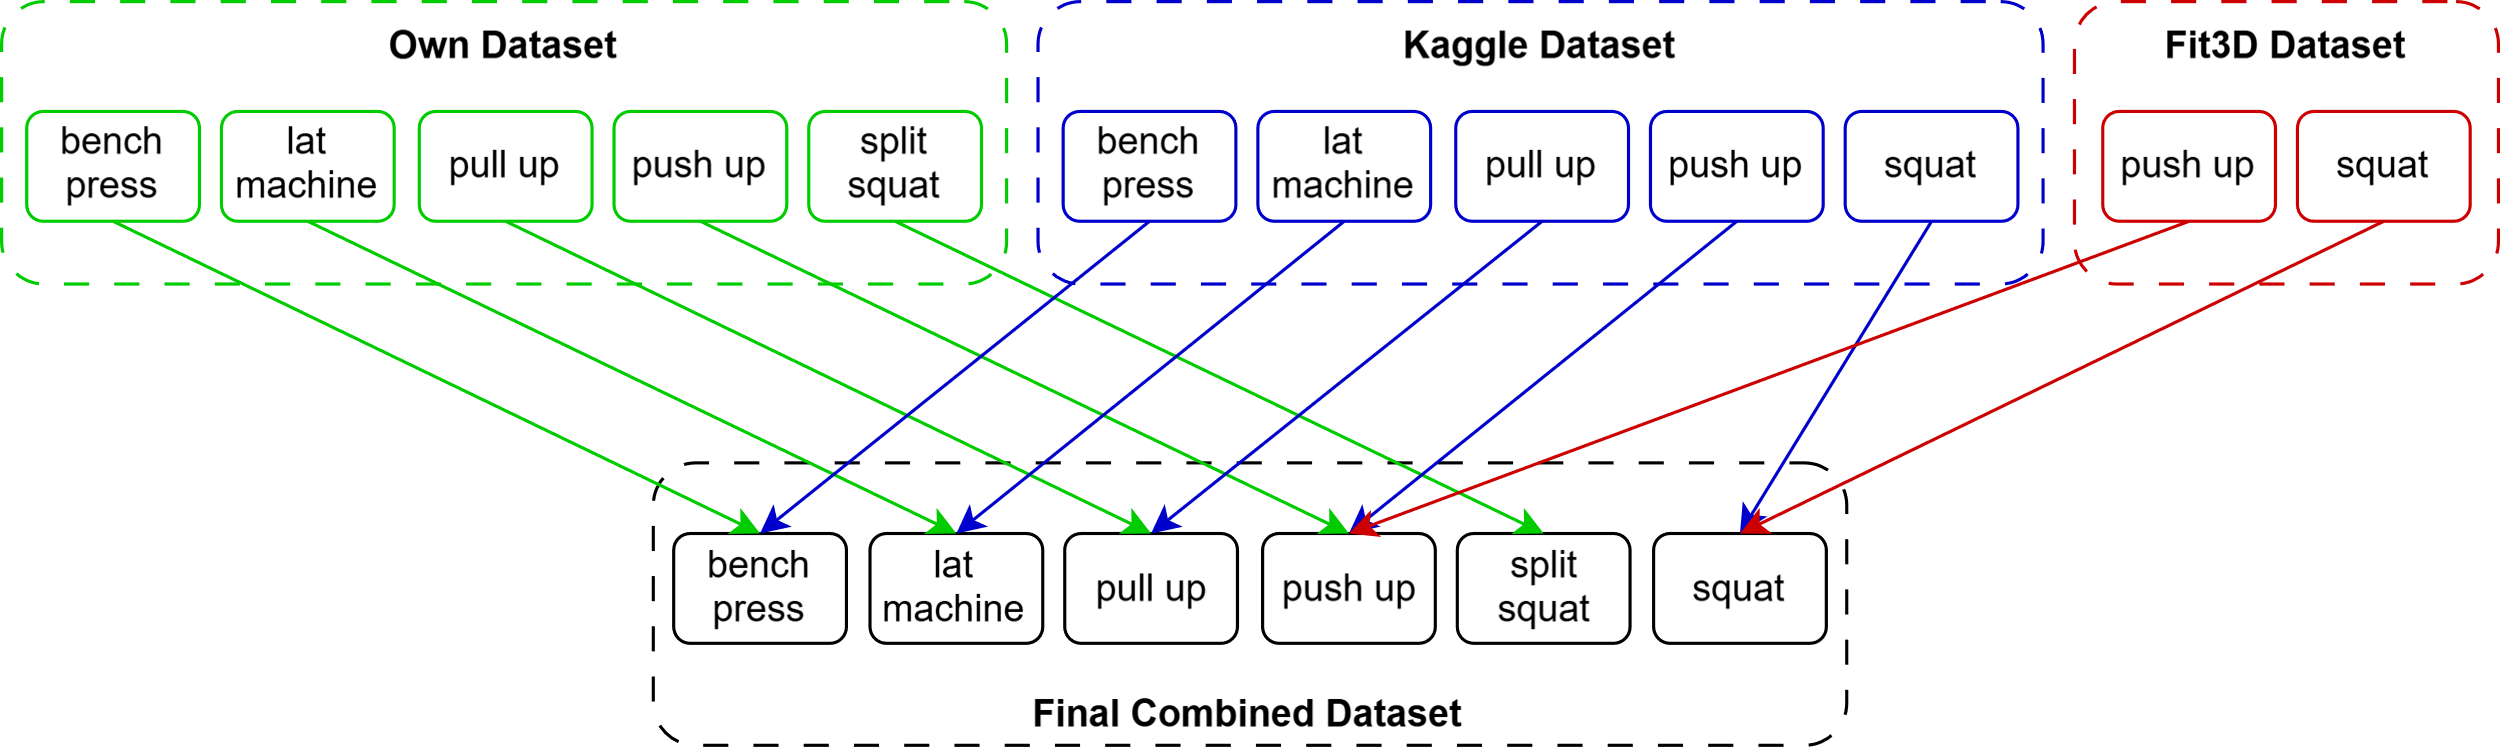 Own Dataset
bench
press
lat
machine
pull up
push up
split
squat
Kaggle Dataset
bench
press
lat
machine
pull up
push up
squat
Fit3D Dataset
push up
squat
bench
press
lat
machine
pull up
push up
split
squat
squat
Final Combined Dataset